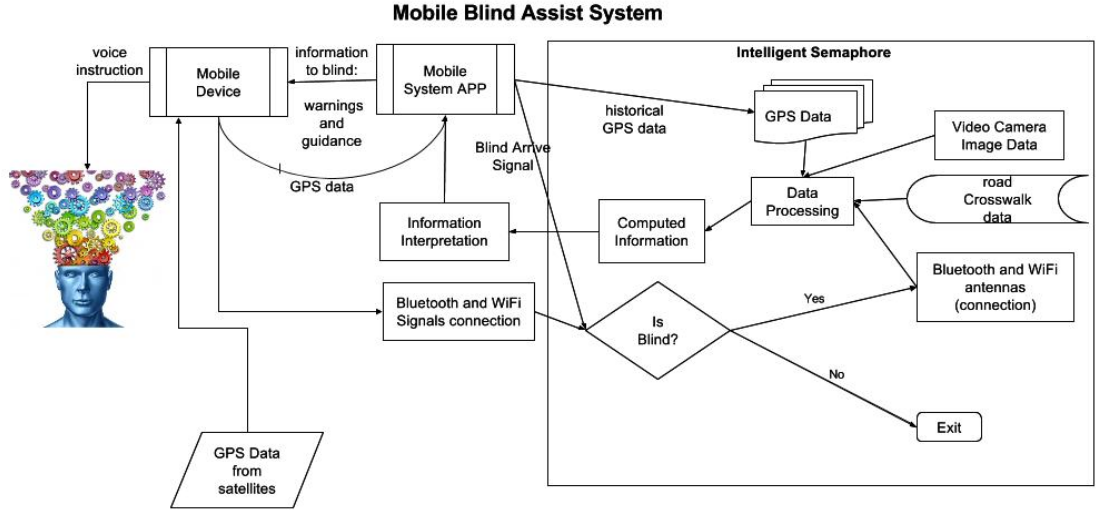 Mobile Blind Assist System
voice
instruction
Mobile
Device
information
to blind:
warnings
and
guidance
Mobile
System APP
GPS data
Blind Arrive
Signal
Intelligent Semaphore
historical
GPS data
GPS Data
Video Camera
Image Data
Data
Processing
road
Crosswalk
data
Information
Interpretation
Computed
Information
Bluetooth and WiFi
antennas
(connection)
Bluetooth and WiFi
Signals connection
Is
Blind?
Yes
No
Exit
GPS Data
from
satellites